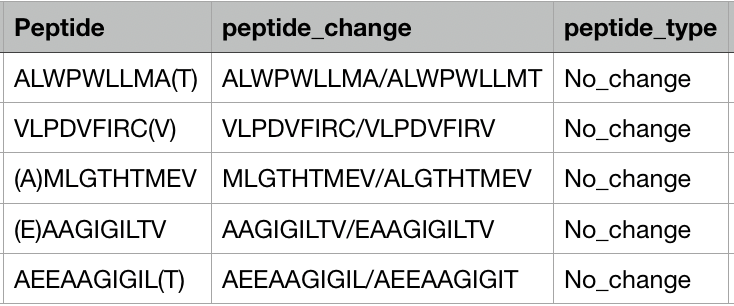 Peptide peptide_change peptide_type
ALWPWLLMA(T) ALWPWLLMA/ALWPWLLMT No_change
VLPDVFIRC(V) VLPDVFIRC/VLPDVFIRV No_change
(A)MLGTHTMEV MLGTHTMEV/ALGTHTMEV No_change
(E)AAGIGILTV AAGIGILTV/EAAGIGILTV No_change
AEEAAGIGIL(T) AEEAAGIGIL/AEEAAGIGIT No_change